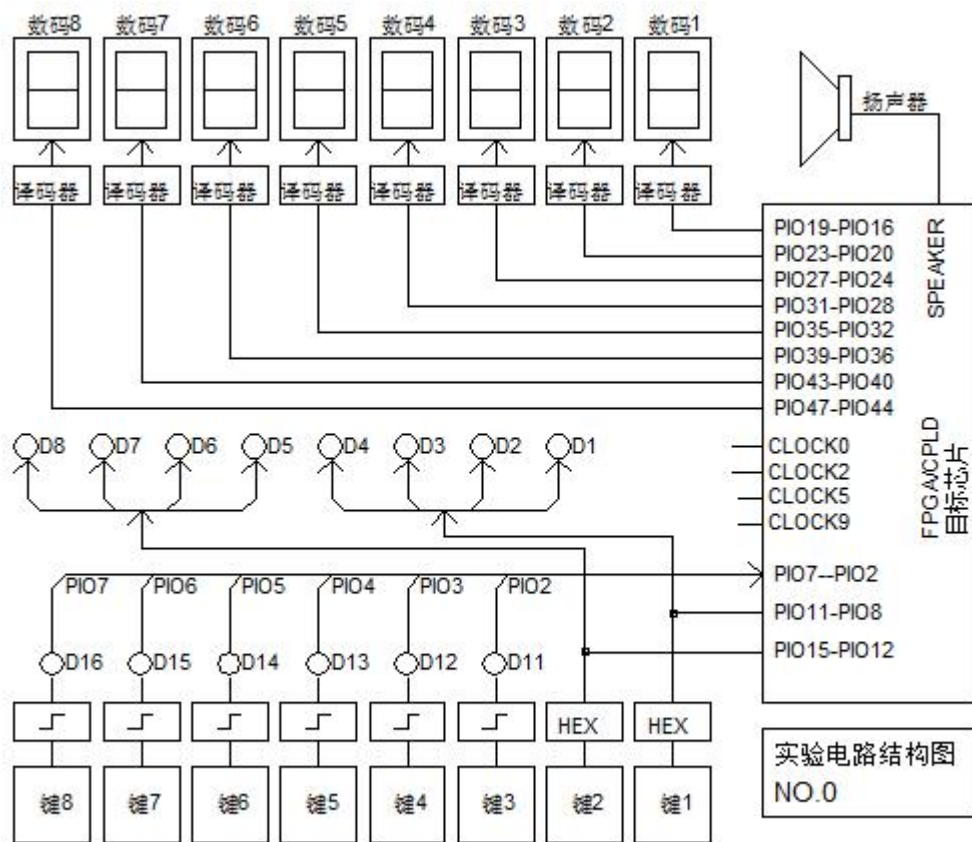 数码8 数码7 数码6 数码5 数码4 数码3 数码2 数码1
扬声器
译码器 译码器 译码器 译码器 译码器 译码器 译码器 译码器
SPEAKER
PIO19-PIO16
PIO23-PIO20
PIO27-PIO24
PIO31-PIO28
PIO35-PIO32
PIO39-PIO36
PIO43-PIO40
PIO47-PIO44
D8 D7 D6 D5 D4 D3 D2 D1
CLOCK0
CLOCK2
CLOCK5
CLOCK9
FPGA/CPLD
目标芯片
PIO7 PIO6 PIO5 PIO4 PIO3 PIO2
PIO7--PIO2
PIO11-PIO8
PIO15-PIO12
D16 D15 D14 D13 D12 D11
HEX HEX
键8 键7 键6 键5 键4 键3 键2 键1
实验电路结构图
NO.0